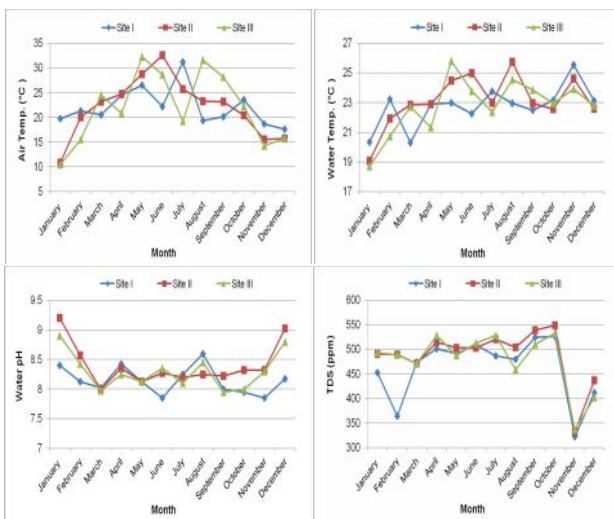 Site I Site II Site III
Air Temp. (°C)
35
30
25
20
15
10
5
January February March April May June July August September October November December
Month
Site I Site II Site III
Water Temp. (°C)
27
25
23
21
19
17
January February March April May June July August September October November December
Month
Site I Site II Site III
Water pH
9.5
9
8.5
8
7.5
7
January February March April May June July August September October November December
Month
Site I Site II Site III
TDS (ppm)
600
550
500
450
400
350
300
January February March April May June July August September October November December
Month